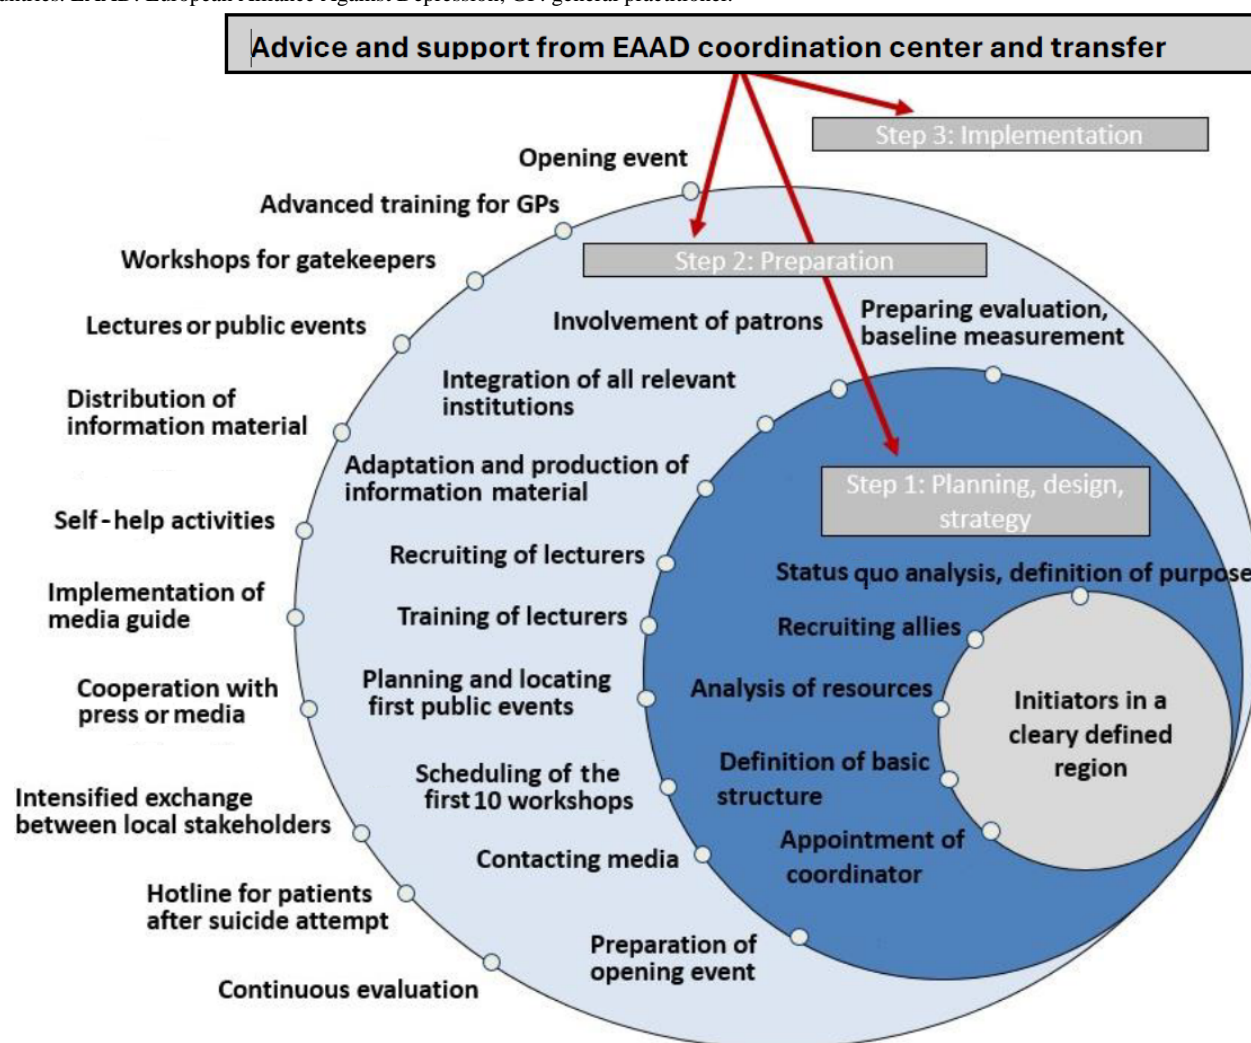 Advice and support from EAAD coordination center and transfer
Step 3: Implementation
Opening event
Advanced training for GPs
Workshops for gatekeepers
Lectures or public events
Distribution of
information material
Self-help activities
Implementation of
media guide
Cooperation with
press or media
Intensified exchange
between local stakeholders
Hotline for patients
after suicide attempt
Continuous evaluation
Step 2: Preparation
Preparing evaluation,
baseline measurement
Involvement of patrons
Integration of all relevant
institutions
Adaptation and production of
information material
Recruiting of lecturers
Training of lecturers
Planning and locating
first public events
Scheduling of the
first 10 workshops
Contacting media
Preparation of
opening event
Step 1: Planning, design,
strategy
Status quo analysis, definition of purpose
Recruiting allies
Analysis of resources
Definition of basic
structure
Appointment of
coordinator
Initiators in a
cleary defined
region